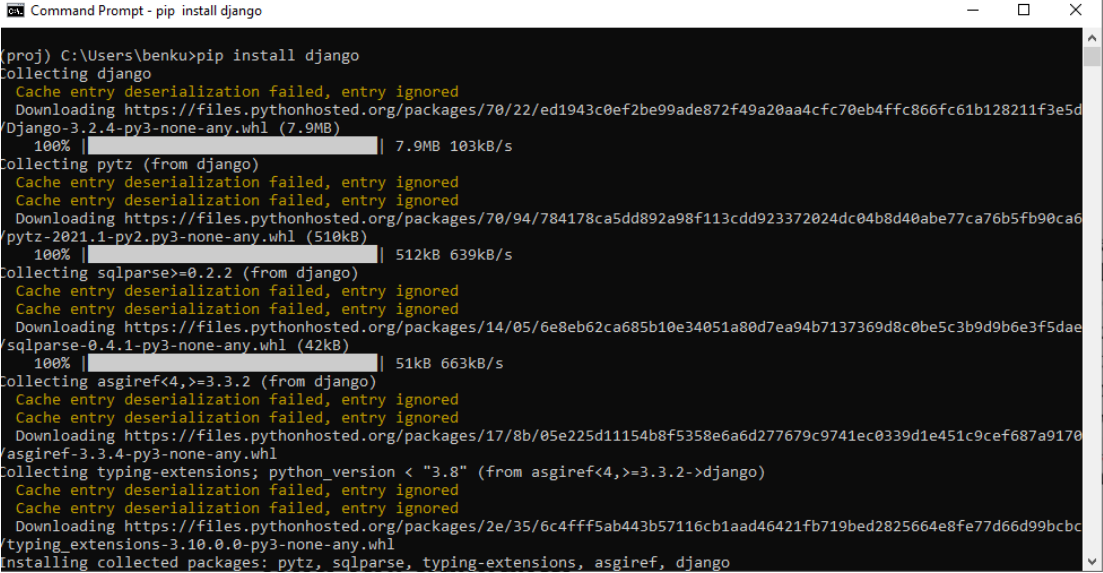 Command Prompt - pip install django
(proj) C:\Users\benku>pip install django
Collecting django
Cache entry deserialization failed, entry ignored
Downloading https://files.pythonhosted.org/packages/70/22/ed1943c0ef2be99ade872f49a20aa4cfc70eb4ffc866fc61b128211f3e5d
/Django-3.2.4-py3-none-any.whl (7.9MB)
100% | | 7.9MB 103kB/s
Collecting pytz (from django)
Cache entry deserialization failed, entry ignored
Cache entry deserialization failed, entry ignored
Downloading https://files.pythonhosted.org/packages/70/94/784178ca5dd892a98f113cdd923372024dc04b8d40abe77ca76b5fb90ca6
/pytz-2021.1-py2.py3-none-any.whl (510kB)
100% | | 512kB 639kB/s
Collecting sqlparse>=0.2.2 (from django)
Cache entry deserialization failed, entry ignored
Cache entry deserialization failed, entry ignored
Downloading https://files.pythonhosted.org/packages/14/05/6e8eb62ca685b10e34051a80d7ea94b7137369d8c0be5c3b9d9b6e3f5dae
/sqlparse-0.4.1-py3-none-any.whl (42kB)
100% | | 51kB 663kB/s
Collecting asgiref<4,>=3.3.2 (from django)
Cache entry deserialization failed, entry ignored
Cache entry deserialization failed, entry ignored
Downloading https://files.pythonhosted.org/packages/17/8b/05e225d11154b8f5358e6a6d277679c9741ec0339d1e451c9cef687a9170
/asgiref-3.3.4-py3-none-any.whl
Collecting typing-extensions; python_version < "3.8" (from asgiref<4,>=3.3.2->django)
Cache entry deserialization failed, entry ignored
Cache entry deserialization failed, entry ignored
Downloading https://files.pythonhosted.org/packages/2e/35/6c4fff5ab443b57116cb1aad46421fb719bed2825664e8fe77d66d99bcbc
/typing_extensions-3.10.0.0-py3-none-any.whl
Installing collected packages: pytz, sqlparse, typing-extensions, asgiref, django